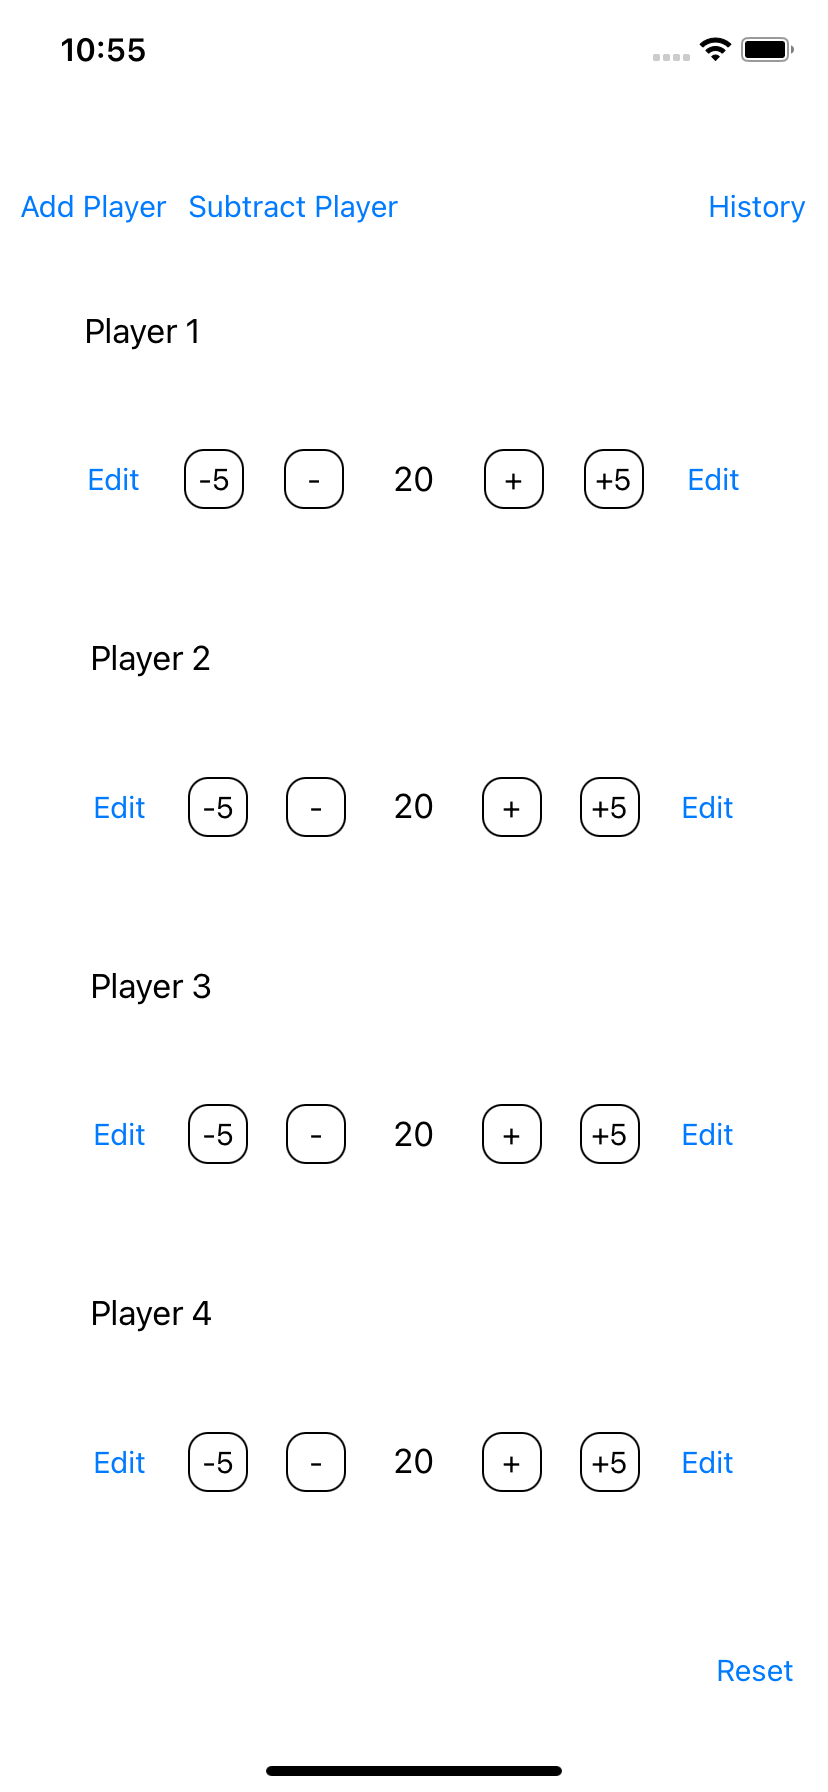 10:55
Add Player Subtract Player History
Player 1
Edit -5 - 20 + +5 Edit
Player 2
Edit -5 - 20 + +5 Edit
Player 3
Edit -5 - 20 + +5 Edit
Player 4
Edit -5 - 20 + +5 Edit
Reset